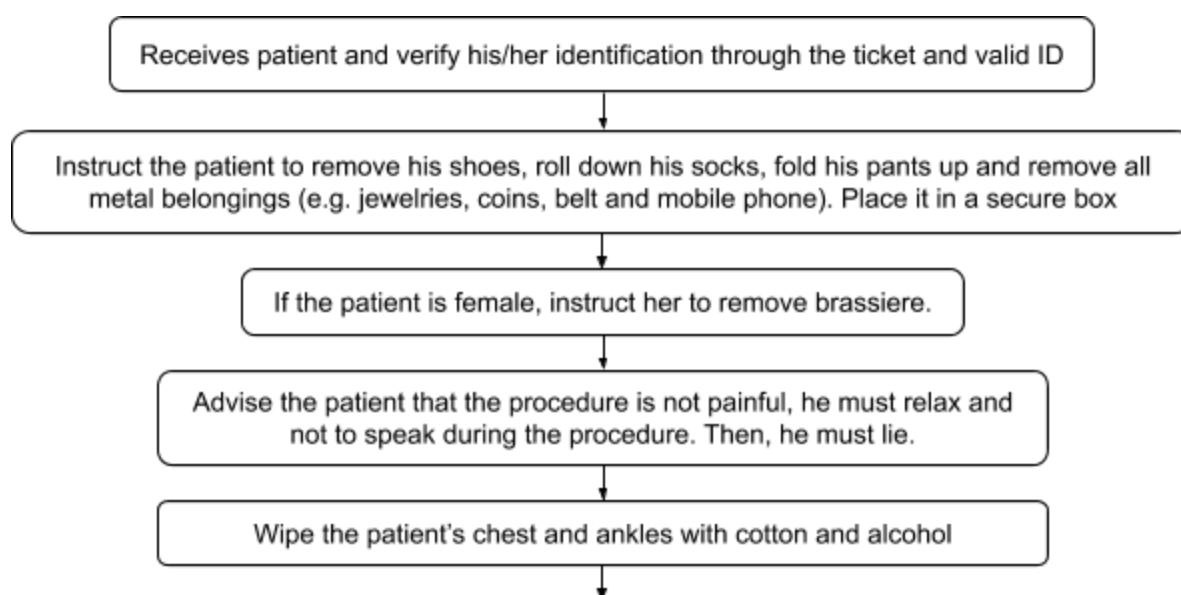 Receives patient and verify his/her identification through the ticket and valid ID
Instruct the patient to remove his shoes, roll down his socks, fold his pants up and remove all
metal belongings (e.g. jewelries, coins, belt and mobile phone). Place it in a secure box
If the patient is female, instruct her to remove brassiere.
Advise the patient that the procedure is not painful, he must relax and
not to speak during the procedure. Then, he must lie.
Wipe the patient's chest and ankles with cotton and alcohol